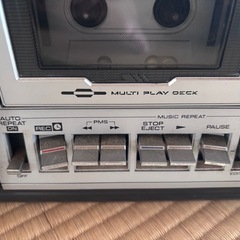 MULTI PLAY DECK
AUTO REPEAT
ON
OFF
REC
PMS
MUSIC REPEAT
STOP
EJECT
PAUSE